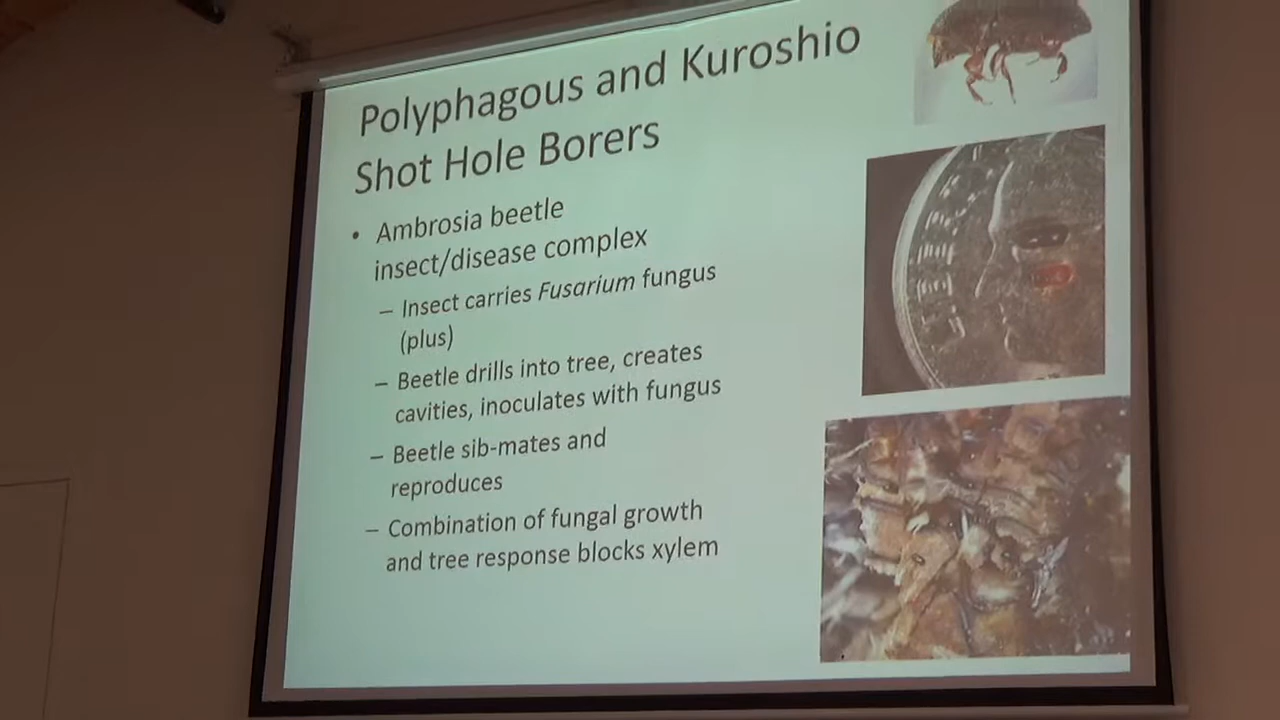 Polyphagous and Kuroshio
Shot Hole Borers
• Ambrosia beetle
insect/disease complex
– Insect carries Fusarium fungus
(plus)
– Beetle drills into tree, creates
cavities, inoculates with fungus
– Beetle sib-mates and
reproduces
– Combination of fungal growth
and tree response blocks xylem